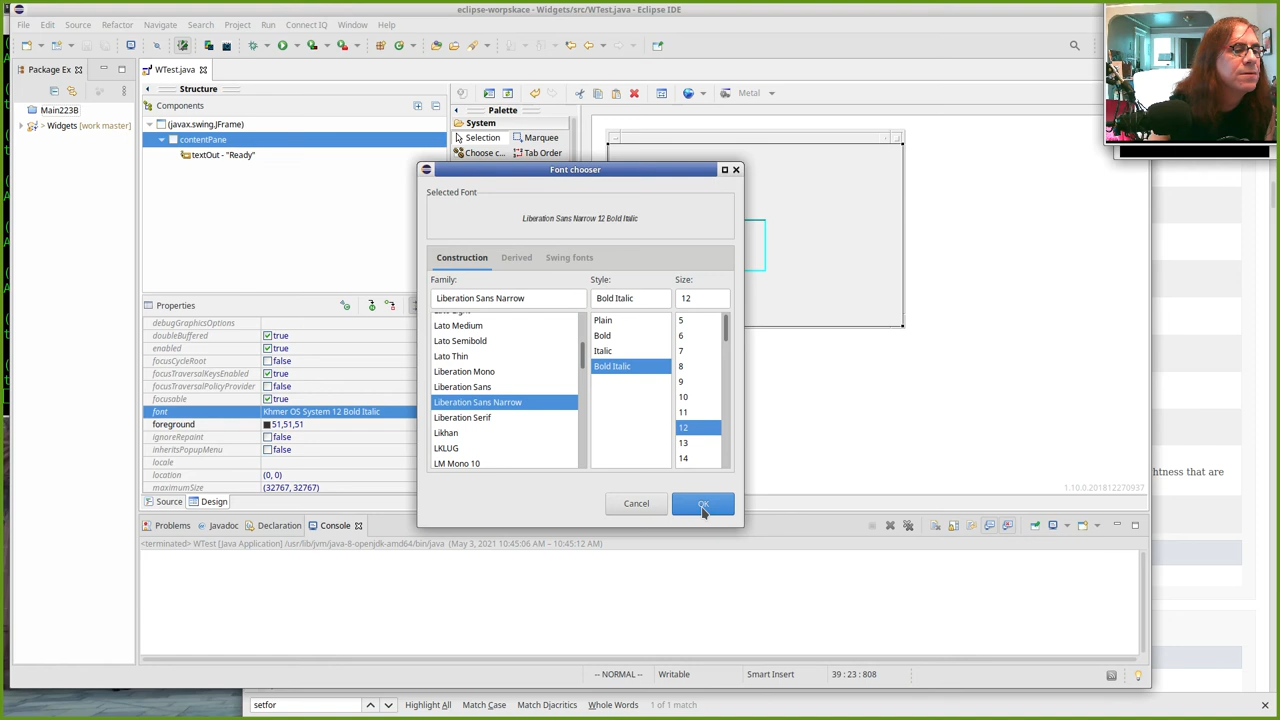 eclipse-worpskace - Widgets/src/WTest.java - Eclipse IDE
File Edit Source Refactor Navigate Search Project Run Connect IQ Window Help
Package Ex
WTest.java
Main223B
Widgets [work master]
Structure
Components
(javax.swing.JFrame)
contentPane
textOut - "Ready"
Palette
System
Selection
Marquee
Choose c...
Tab Order
Metal
Properties
debugGraphicsOptions
doubleBuffered true
enabled true
focusCycleRoot false
focusTraversalKeysEnabled true
focusTraversalPolicyProvider false
focusable true
font Khmer OS System 12 Bold Italic
foreground 51,51,51
ignoreRepaint false
inheritsPopupMenu false
locale
location (0, 0)
maximumSize (32767, 32767)
Source Design
1.10.0.201812270937
Font chooser
Selected Font
Liberation Sans Narrow 12 Bold Italic
Construction Derived Swing fonts
Family: Style: Size:
Liberation Sans Narrow Bold Italic 12
Lato Medium
Lato Semibold
Lato Thin
Liberation Mono
Liberation Sans
Liberation Sans Narrow
Liberation Serif
Likhan
LKLUG
LM Mono 10
Plain
Bold
Italic
Bold Italic
5
6
7
8
9
10
11
12
13
14
Cancel
OK
Problems Javadoc Declaration Console
<terminated> WTest [Java Application] /usr/lib/jvm/java-8-openjdk-amd64/bin/java (May 3, 2021 10:45:06 AM – 10:45:12 AM)
-- NORMAL -- Writable Smart Insert 39 : 23 : 808
htness that are
setfor Highlight All Match Case Match Diacritics Whole Words 1 of 1 match